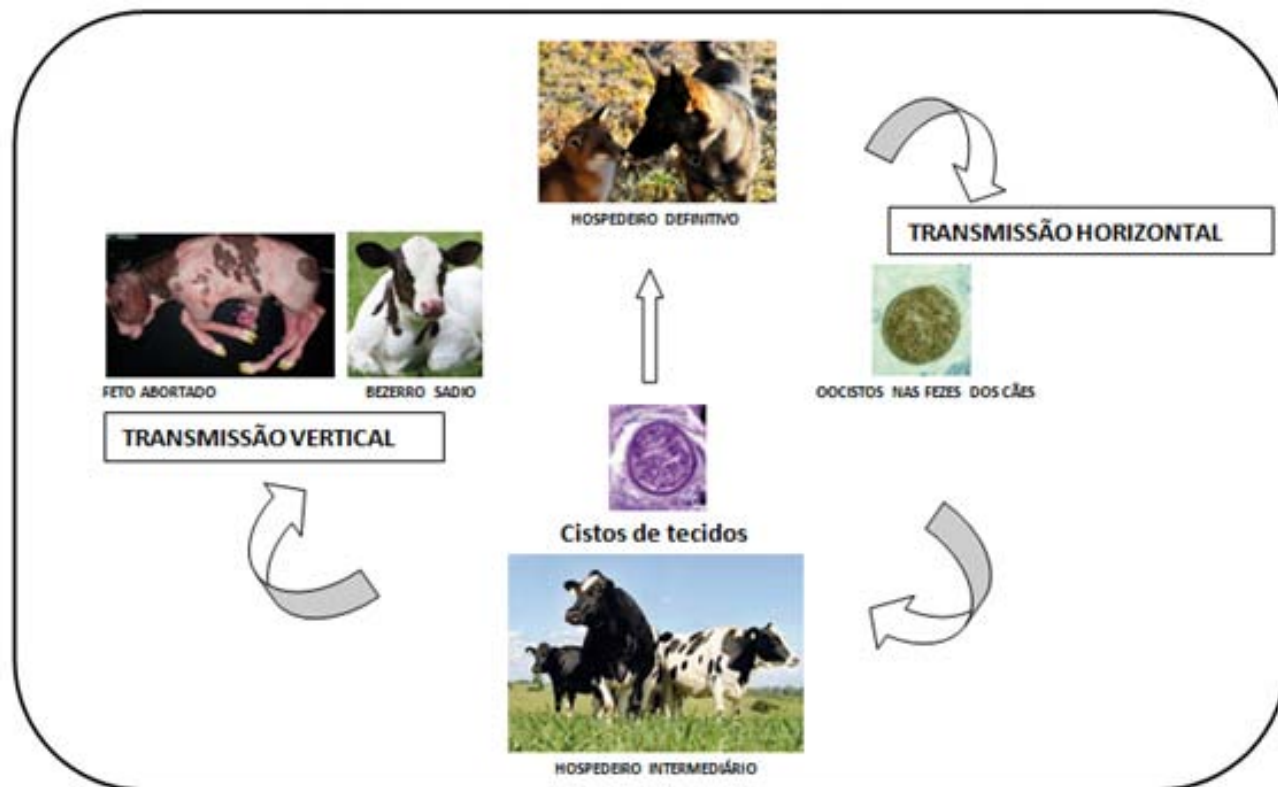 HOSPEDEIRO DEFINITIVO
TRANSMISSÃO HORIZONTAL
FETO ABORTADO
BEZERRO SADIO
OOCISTOS NAS FEZES DOS CÃES
TRANSMISSÃO VERTICAL
Cistos de tecidos
HOSPEDEIRO INTERMEDIÁRIO